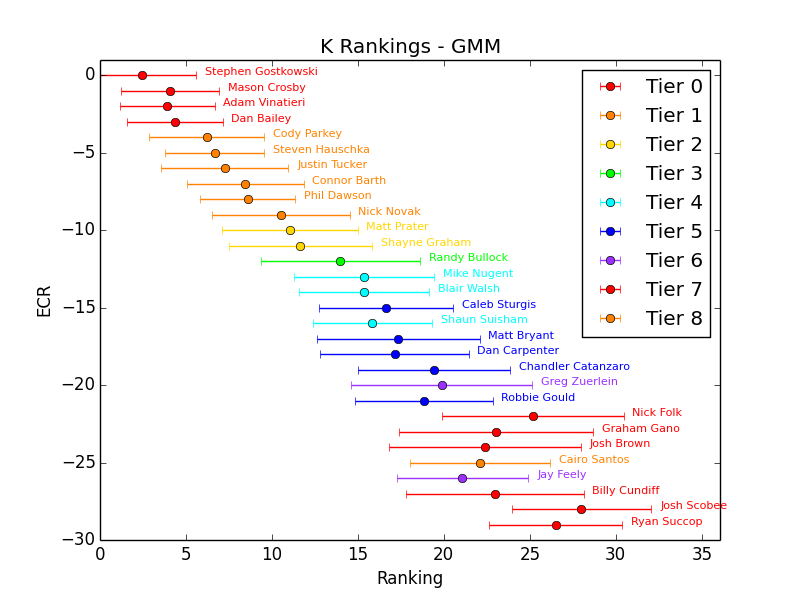 K Rankings - GMM
Stephen Gostkowski
Mason Crosby
Adam Vinatieri
Dan Bailey
Cody Parkey
Steven Hauschka
Justin Tucker
Connor Barth
Phil Dawson
Nick Novak
Matt Prater
Shayne Graham
Randy Bullock
Mike Nugent
Blair Walsh
Caleb Sturgis
Shaun Suisham
Matt Bryant
Dan Carpenter
Chandler Catanzaro
Greg Zuerlein
Robbie Gould
Nick Folk
Graham Gano
Josh Brown
Cairo Santos
Jay Feely
Billy Cundiff
Josh Scobee
Ryan Succop
Tier 0
Tier 1
Tier 2
Tier 3
Tier 4
Tier 5
Tier 6
Tier 7
Tier 8
0
−5
−10
−15
−20
−25
−30
ECR
0 5 10 15 20 25 30 35
Ranking